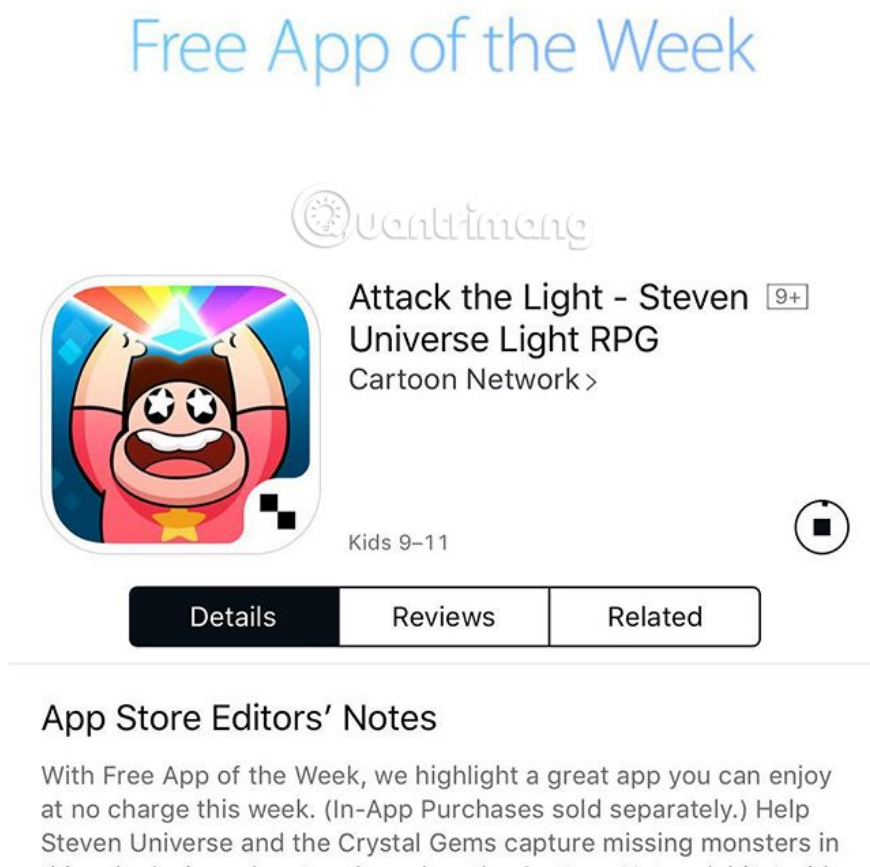 Free App of the Week
Quantrimang
Attack the Light - Steven 9+
Universe Light RPG
Cartoon Network >
Kids 9–11
Details Reviews Related
App Store Editors’ Notes
With Free App of the Week, we highlight a great app you can enjoy
at no charge this week. (In-App Purchases sold separately.) Help
Steven Universe and the Crystal Gems capture missing monsters in